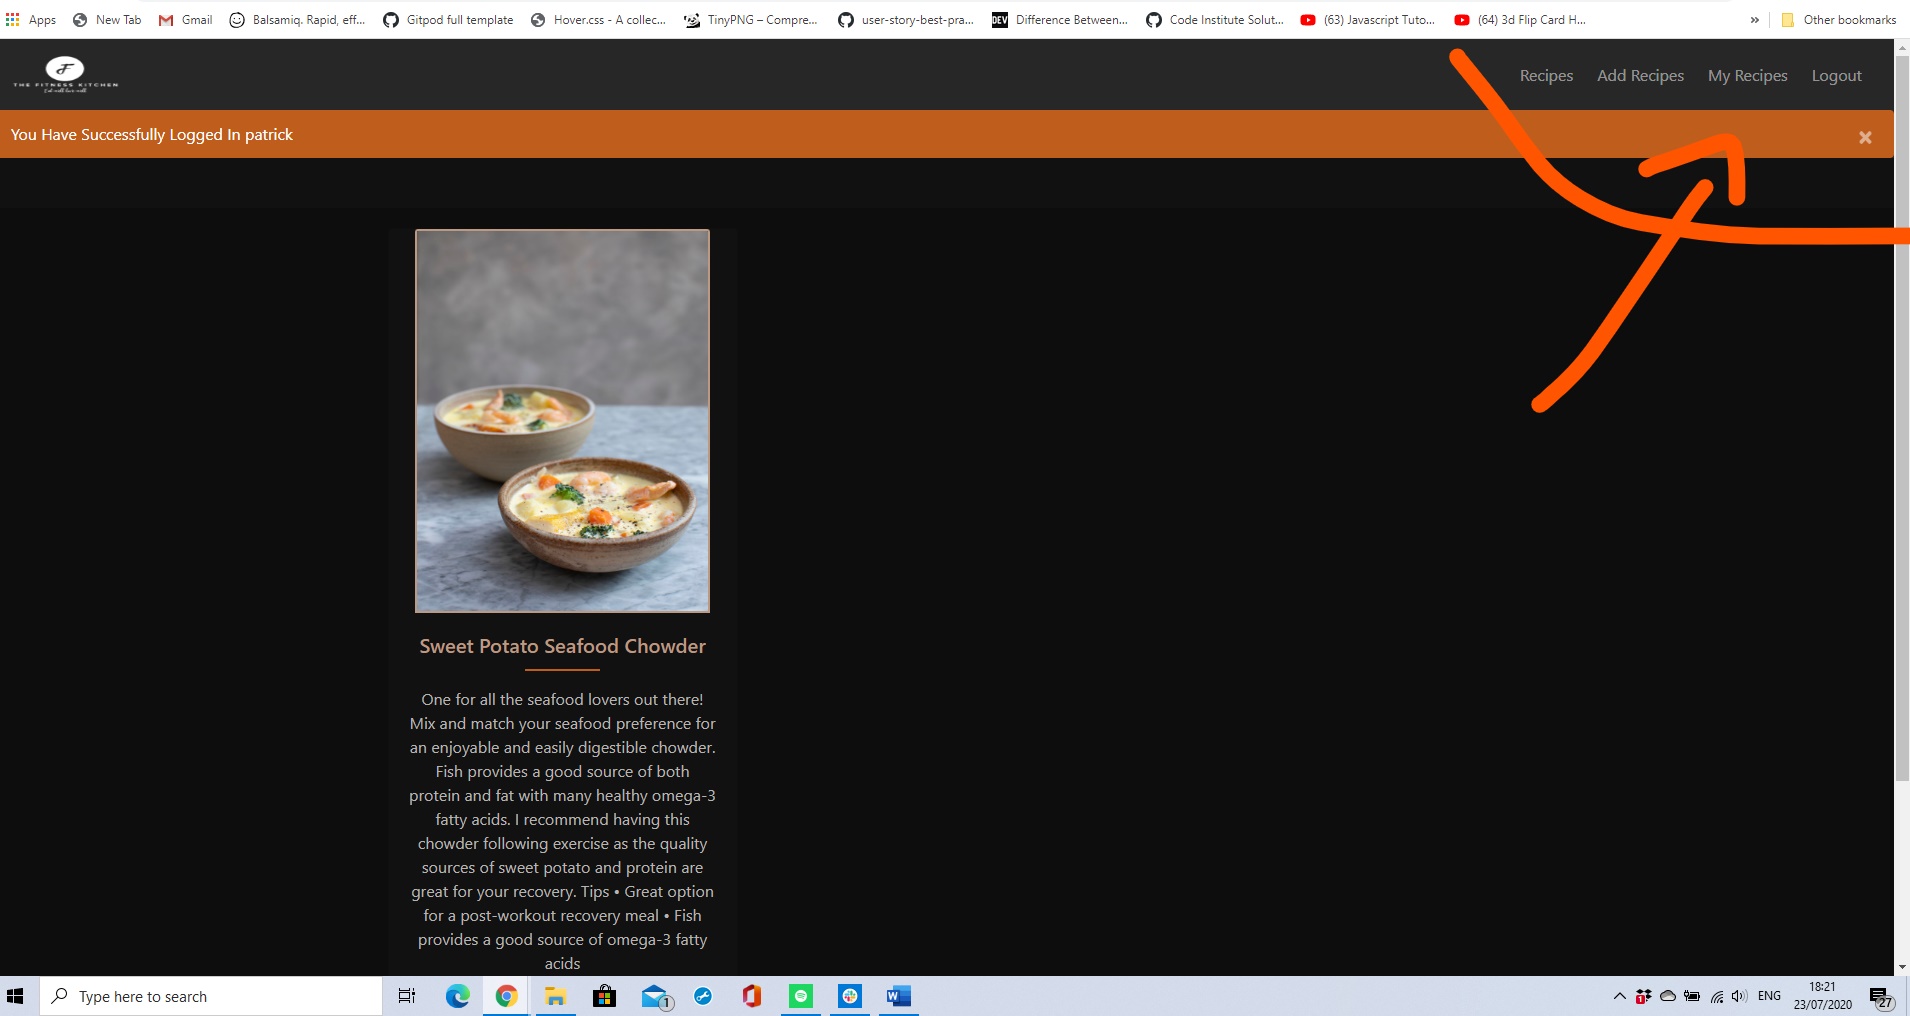 Apps New Tab Gmail Balsamiq. Rapid, eff... Gitpod full template Hover.css - A collec... TinyPNG – Compre... user-story-best-pra... DEV Difference Between... Code Institute Solut... (63) Javascript Tuto... (64) 3d Flip Card H... » Other bookmarks
THE FITNESS KITCHEN
Recipes Add Recipes My Recipes Logout
You Have Successfully Logged In patrick ×
Sweet Potato Seafood Chowder
One for all the seafood lovers out there!
Mix and match your seafood preference for
an enjoyable and easily digestible chowder.
Fish provides a good source of both
protein and fat with many healthy omega-3
fatty acids. I recommend having this
chowder following exercise as the quality
sources of sweet potato and protein are
great for your recovery. Tips • Great option
for a post-workout recovery meal • Fish
provides a good source of omega-3 fatty
acids
Type here to search 1 1 ENG 18:21 27
23/07/2020